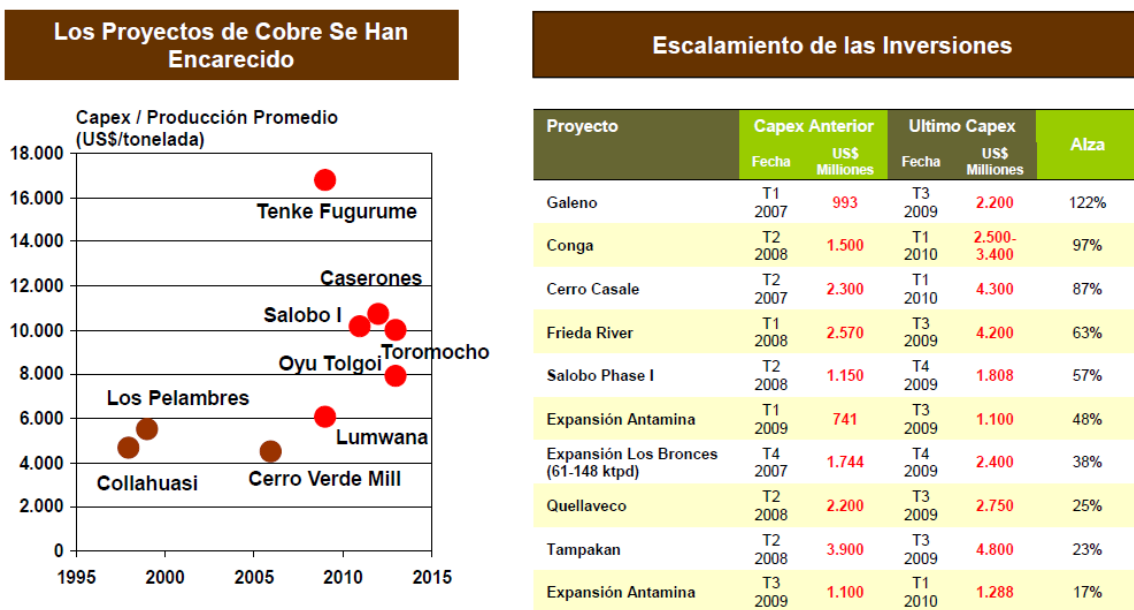 Los Proyectos de Cobre Se Han
Encarecido
Capex / Producción Promedio
(US$/tonelada)
18.000
16.000
14.000
12.000
10.000
8.000
6.000
4.000
2.000
0
1995 2000 2005 2010 2015
Tenke Fugurume
Caserones
Salobo I
Toromocho
Oyu Tolgoi
Los Pelambres
Lumwana
Collahuasi
Cerro Verde Mill
Escalamiento de las Inversiones
Proyecto Capex Anterior Ultimo Capex Alza
Fecha US$ Milliones Fecha US$ Milliones
Galeno T1 2007 993 T3 2009 2.200 122%
Conga T2 2008 1.500 T1 2010 2.500-3.400 97%
Cerro Casale T2 2007 2.300 T1 2010 4.300 87%
Frieda River T1 2008 2.570 T3 2009 4.200 63%
Salobo Phase I T2 2008 1.150 T4 2009 1.808 57%
Expansión Antamina T1 2009 741 T3 2009 1.100 48%
Expansión Los Bronces
(61-148 ktpd) T4 2007 1.744 T4 2009 2.400 38%
Quellaveco T2 2008 2.200 T3 2009 2.750 25%
Tampakan T2 2008 3.900 T3 2009 4.800 23%
Expansión Antamina T3 2009 1.100 T1 2010 1.288 17%